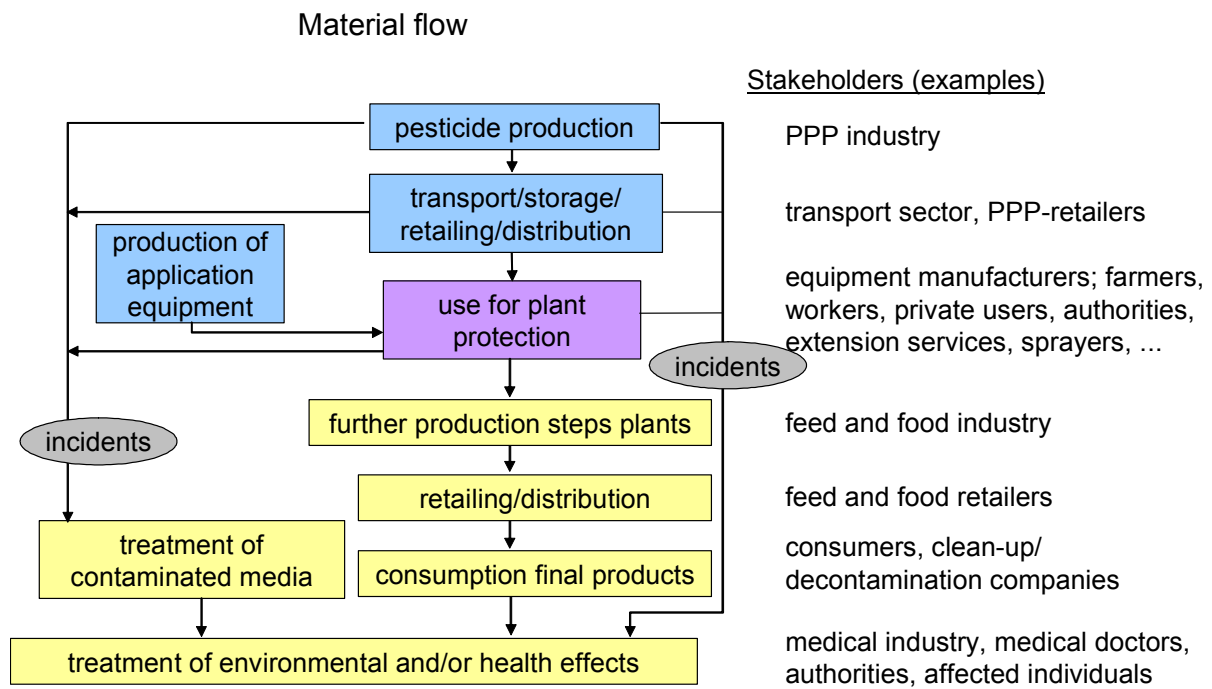 Material flow
Stakeholders (examples)
pesticide production
PPP industry
transport/storage/
retailing/distribution
transport sector, PPP-retailers
production of
application
equipment
use for plant
protection
equipment manufacturers; farmers,
workers, private users, authorities,
extension services, sprayers, ...
incidents
further production steps plants
feed and food industry
incidents
retailing/distribution
feed and food retailers
treatment of
contaminated media
consumption final products
consumers, clean-up/
decontamination companies
treatment of environmental and/or health effects
medical industry, medical doctors,
authorities, affected individuals